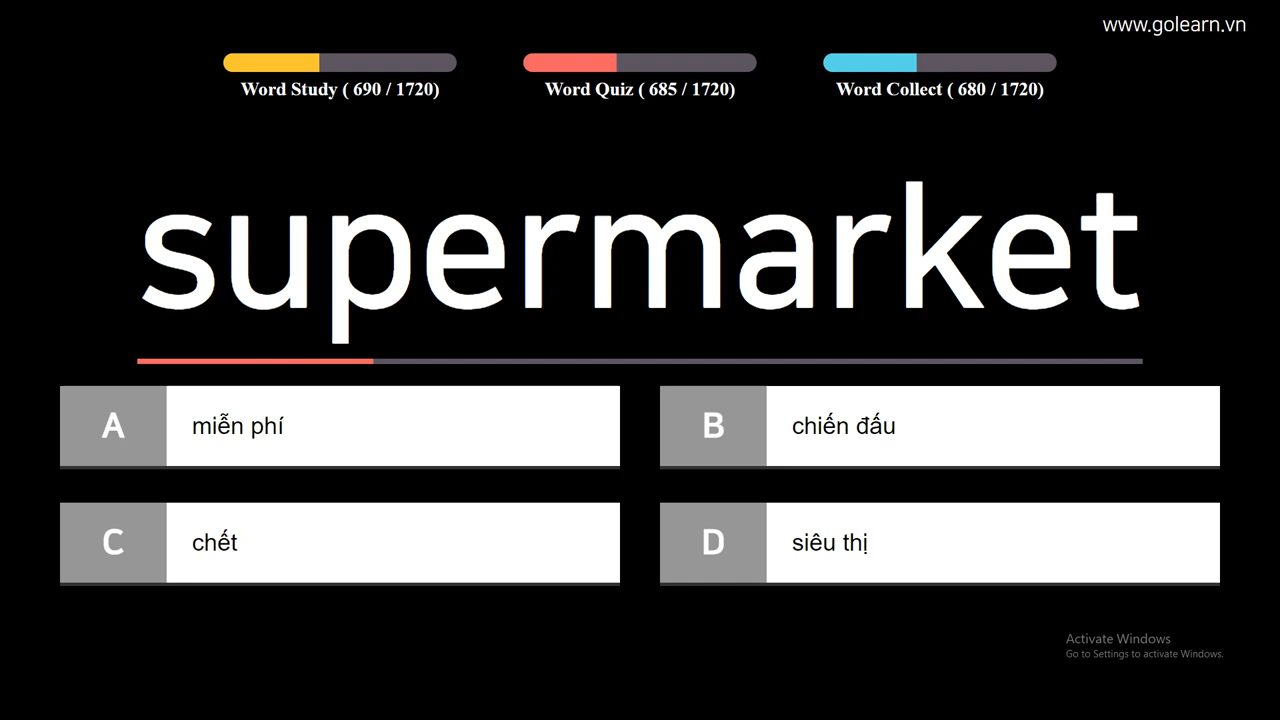 www.golearn.vn
Word Study ( 690 / 1720)
Word Quiz ( 685 / 1720)
Word Collect ( 680 / 1720)
supermarket
A miễn phí
B chiến đấu
C chết
D siêu thị
Activate Windows
Go to Settings to activate Windows.